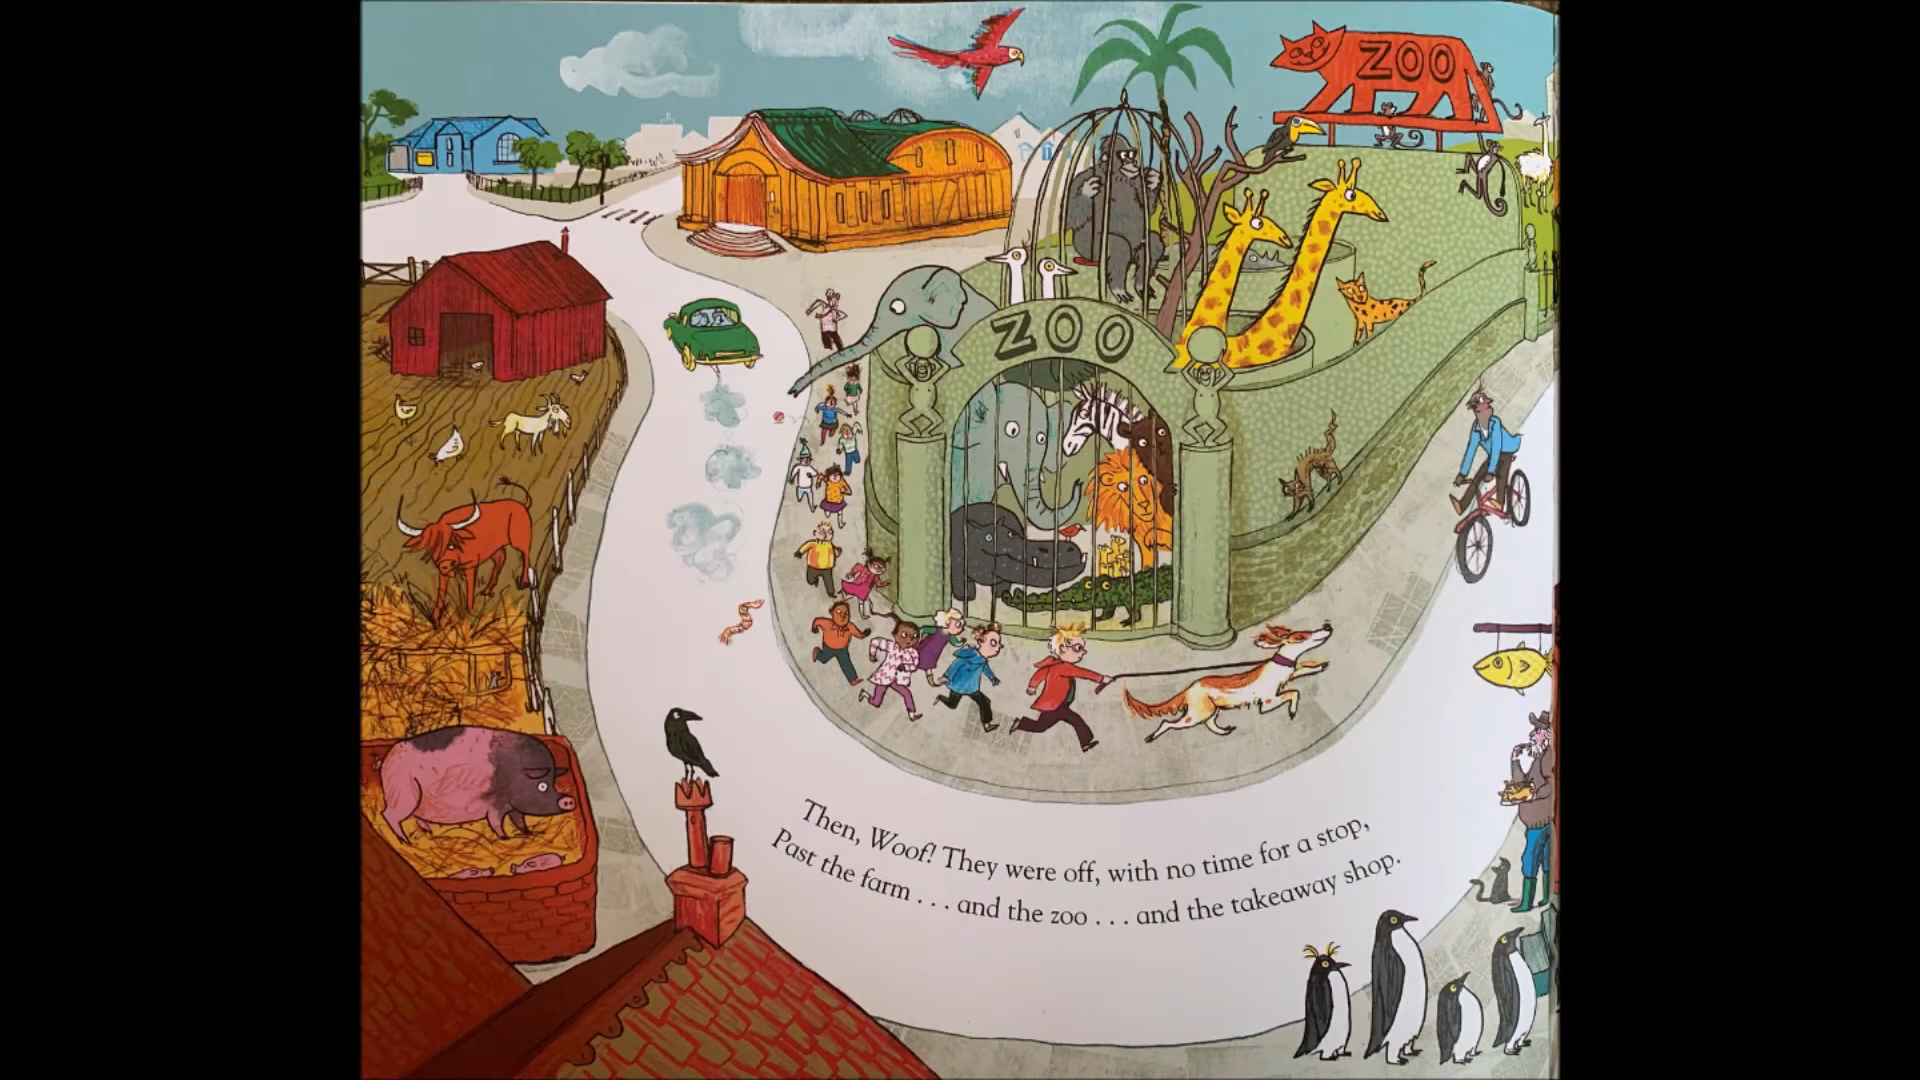 ZOO
ZOO
Then, Woof! They were off, with no time for a stop,
Past the farm . . . and the zoo . . . and the takeaway shop.